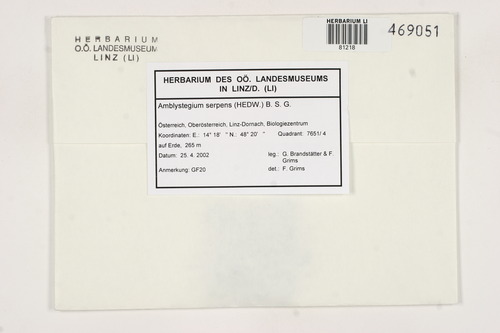 HERBARIUM
O.Ö. LANDESMUSEUM
LINZ (LI)
HERBARIUM LI
81218
469051
HERBARIUM DES OÖ. LANDESMUSEUMS
IN LINZ/D. (LI)
Amblystegium serpens (HEDW.) B. S. G.
Österreich, Oberösterreich, Linz-Dornach, Biologiezentrum
Koordinaten: E.: 14° 18' " N.: 48° 20' " Quadrant: 7651/ 4
auf Erde, 265 m
Datum: 25. 4. 2002 leg.: G. Brandstätter & F. Grims
Anmerkung: GF20 det.: F. Grims